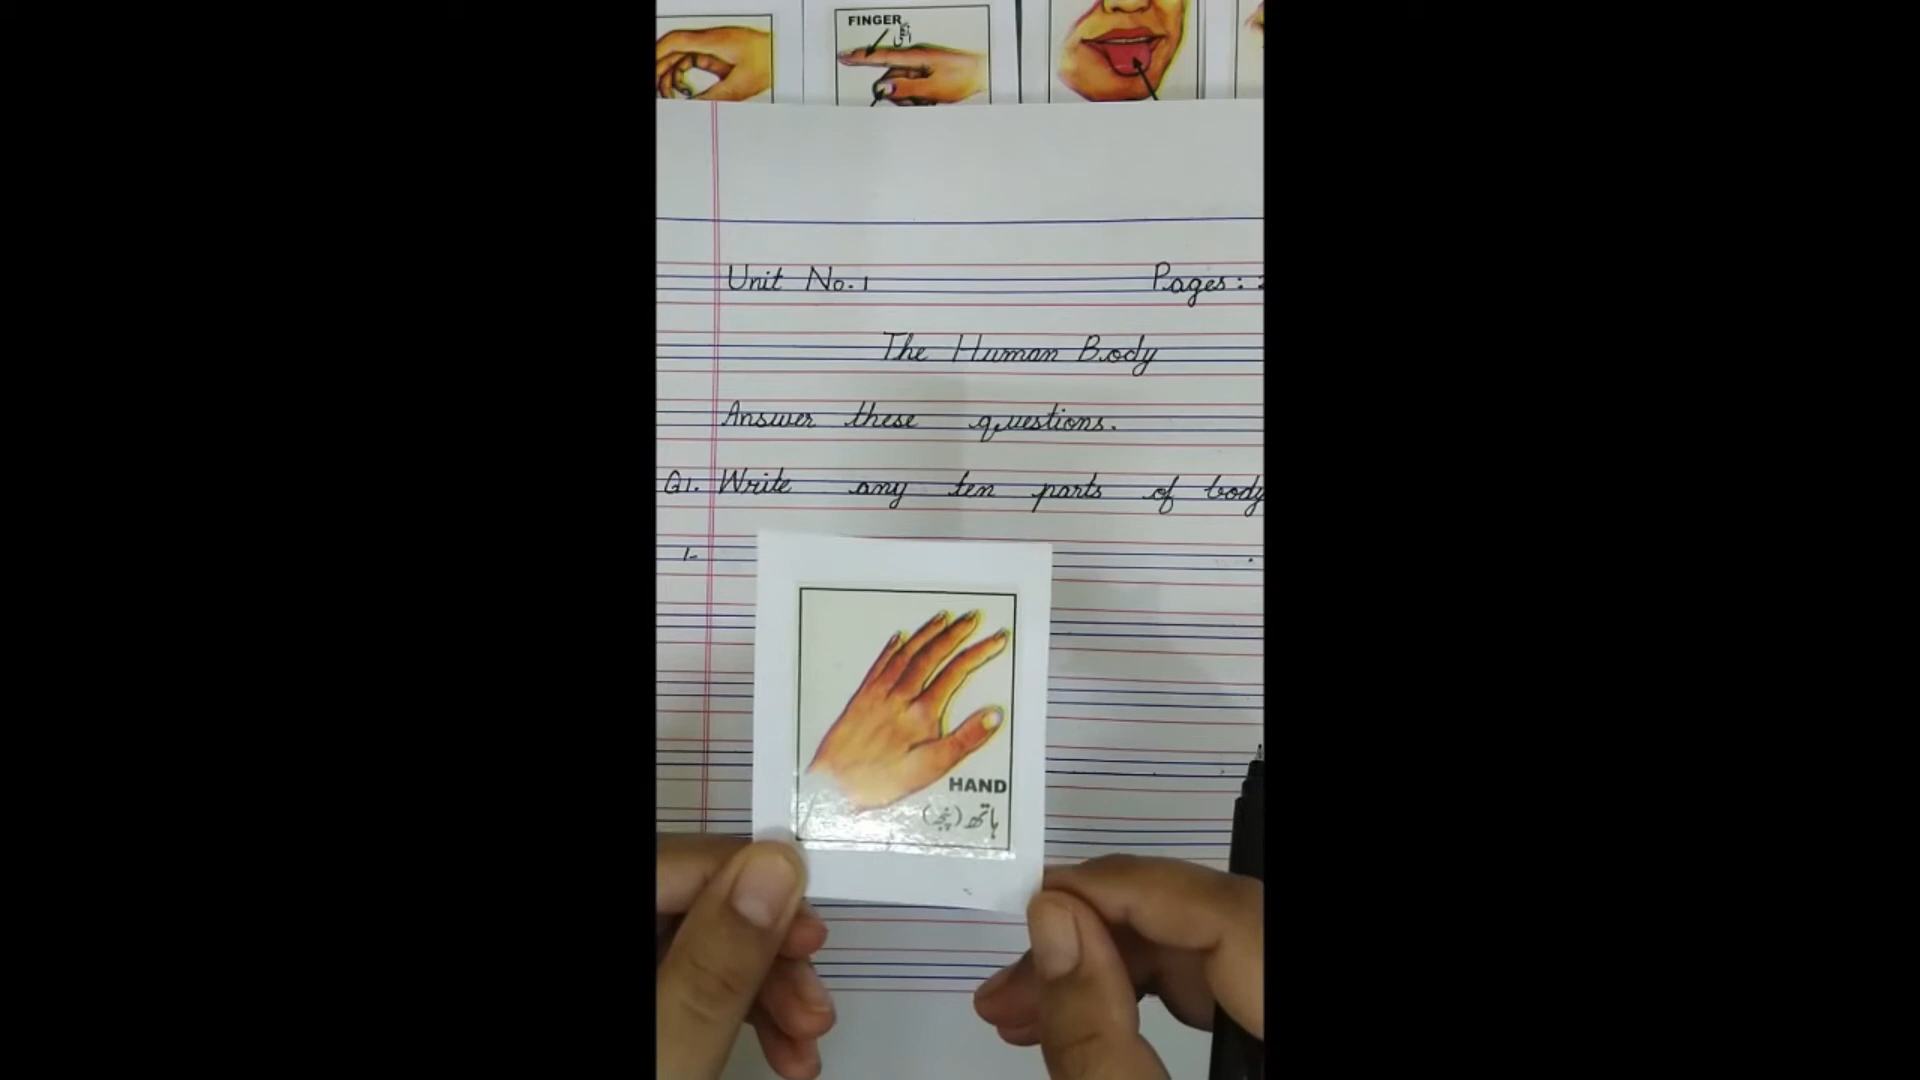 FINGER
انگلی
Unit No.1 Pages:
The Human Body
Answer these questions.
Q1. Write any ten parts of body
1-
HAND
ہاتھ (پنجہ)